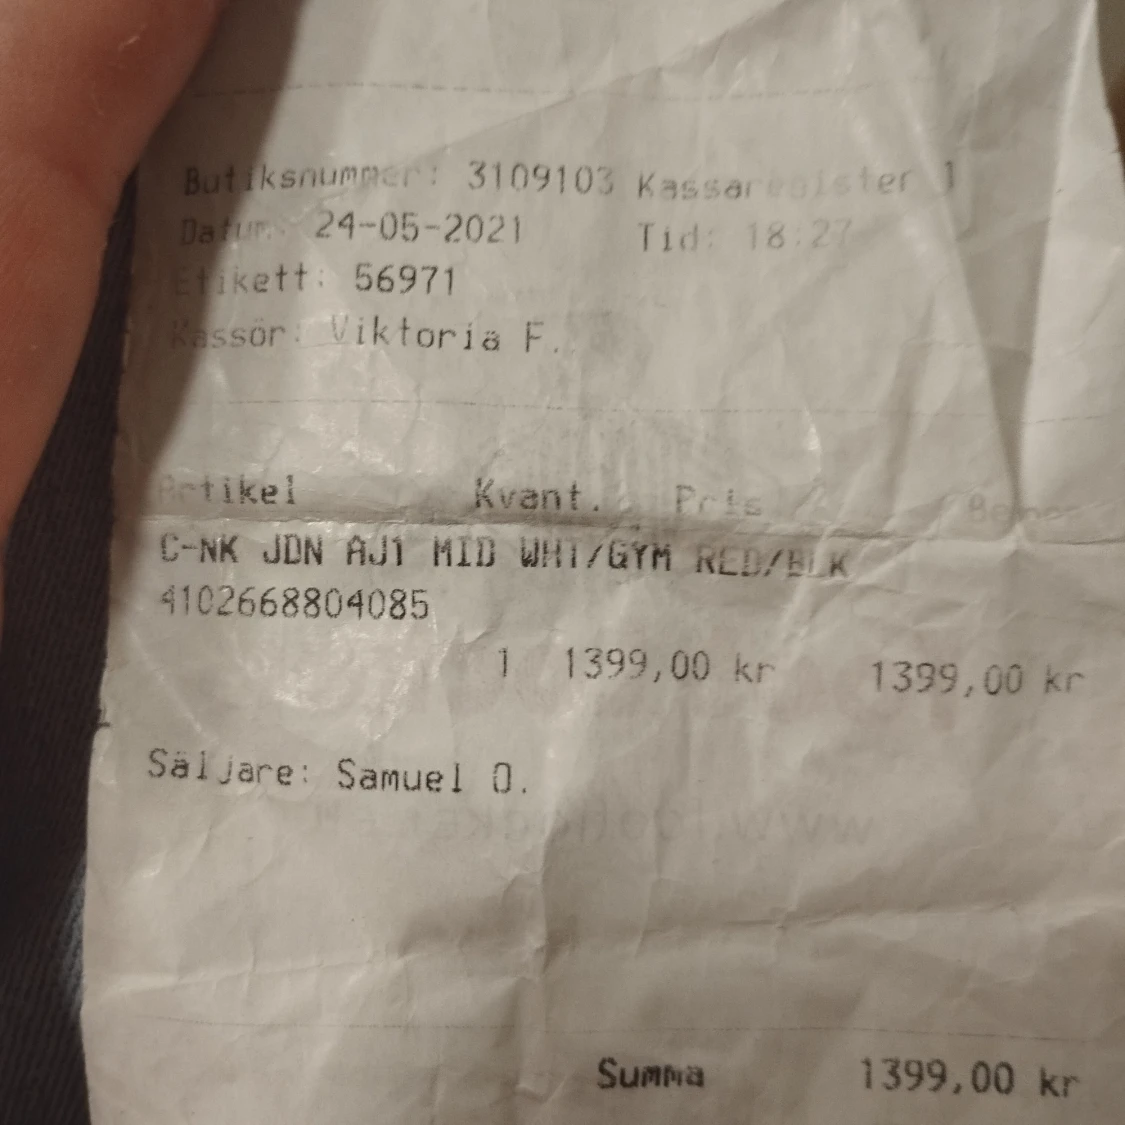 Butiksnummer: 3109103 Kassaregister 1
Datum: 24-05-2021 Tid: 18:27
Etikett: 56971
Kassör: Viktoria F.
Artikel Kvant. Pris
C-NK JDN AJ1 MID WHT/GYM RED/BLK
4102668804085
1 1399,00 kr 1399,00 kr
Säljare: Samuel O.
Summa 1399,00 kr